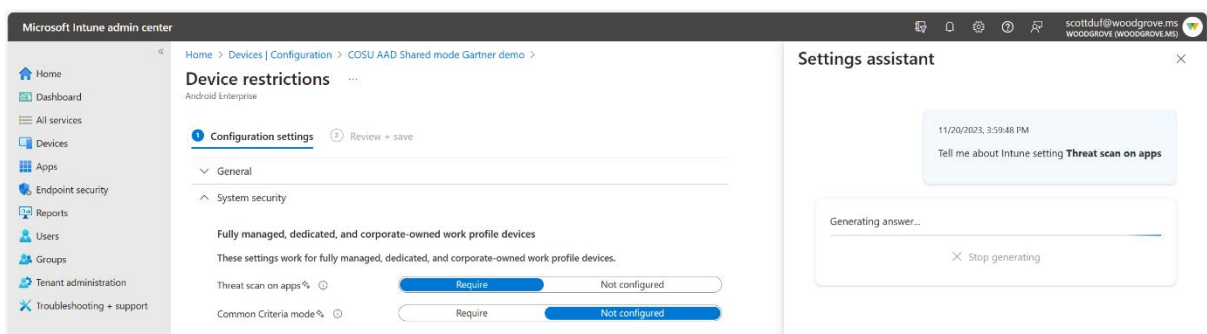 Microsoft Intune admin center
scottduf@woodgrove.ms
WOODGROVE (WOODGROVE.MS)
Home
Dashboard
All services
Devices
Apps
Endpoint security
Reports
Users
Groups
Tenant administration
Troubleshooting + support
Home > Devices | Configuration > COSU AAD Shared mode Gartner demo >
Device restrictions ...
Android Enterprise
1 Configuration settings 2 Review + save
General
System security
Fully managed, dedicated, and corporate-owned work profile devices
These settings work for fully managed, dedicated, and corporate-owned work profile devices.
Threat scan on apps Require Not configured
Common Criteria mode Require Not configured
Settings assistant
11/20/2023, 3:59:48 PM
Tell me about Intune setting Threat scan on apps
Generating answer...
Stop generating